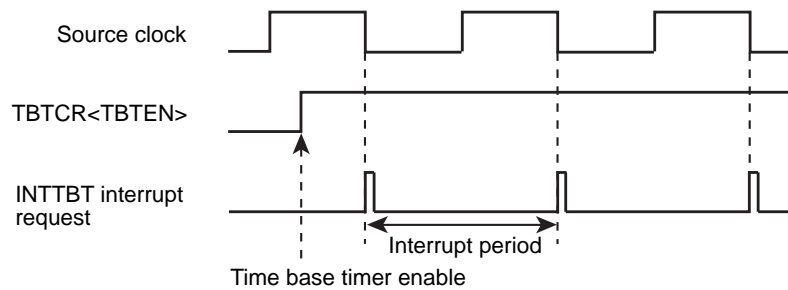 Source clock
TBTCR<TBTEN>
INTTBT interrupt
request
Interrupt period
Time base timer enable